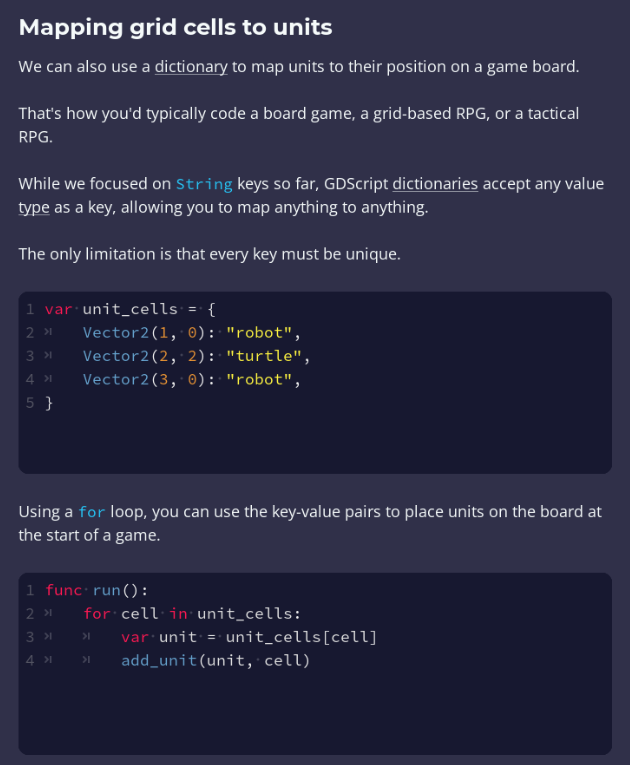 Mapping grid cells to units
We can also use a dictionary to map units to their position on a game board.
That's how you'd typically code a board game, a grid-based RPG, or a tactical
RPG.
While we focused on String keys so far, GDScript dictionaries accept any value
type as a key, allowing you to map anything to anything.
The only limitation is that every key must be unique.
1 var unit_cells = {
2 Vector2(1, 0): "robot",
3 Vector2(2, 2): "turtle",
4 Vector2(3, 0): "robot",
5 }
Using a for loop, you can use the key-value pairs to place units on the board at
the start of a game.
1 func run():
2 for cell in unit_cells:
3 var unit = unit_cells[cell]
4 add_unit(unit, cell)